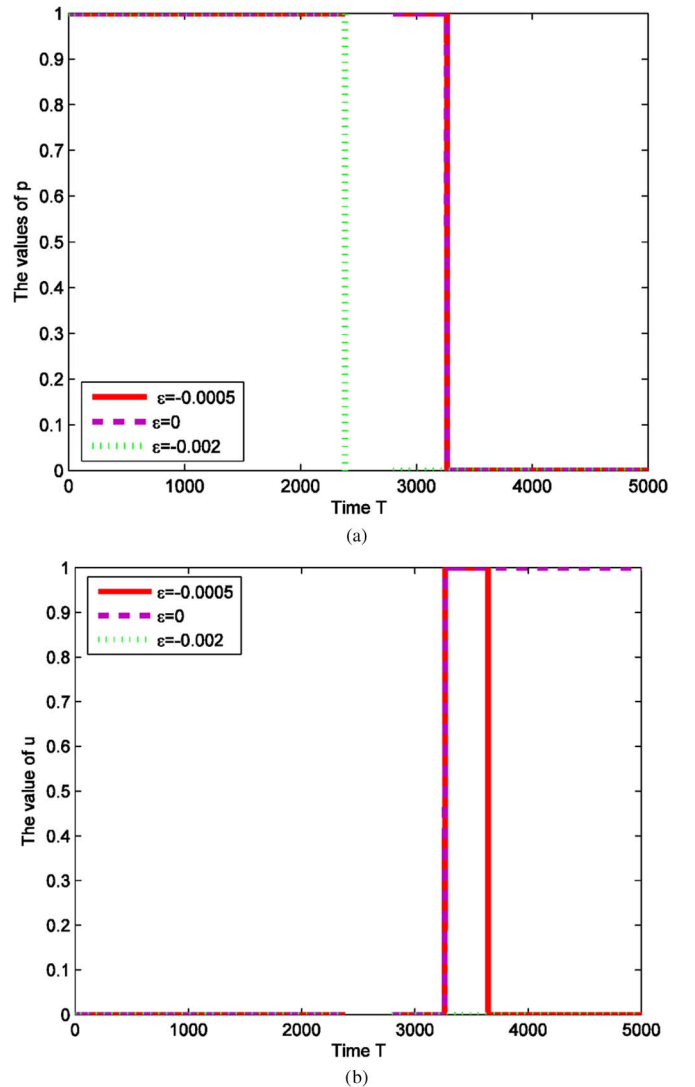 1
0.9
0.8
0.7
0.6
0.5
0.4
0.3
0.2
0.1
0
The values of p
ε=-0.0005
ε=0
ε=-0.002
0 1000 2000 3000 4000 5000
Time T
(a)
1
0.9
0.8
0.7
0.6
0.5
0.4
0.3
0.2
0.1
0
The value of u
ε=-0.0005
ε=0
ε=-0.002
0 1000 2000 3000 4000 5000
Time T
(b)